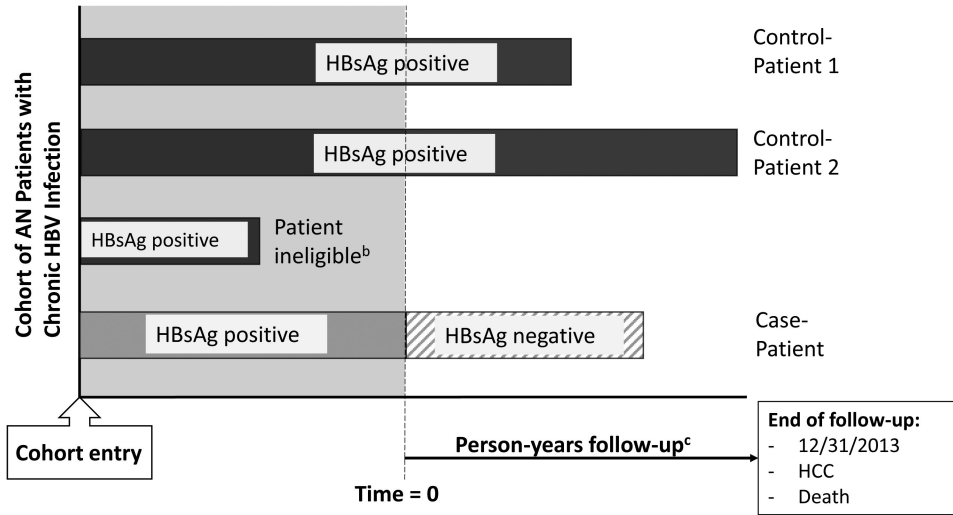 Cohort of AN Patients with
Chronic HBV Infection
HBsAg positive
Control-
Patient 1
HBsAg positive
Control-
Patient 2
HBsAg positive
Patient
ineligibleᵇ
HBsAg positive
HBsAg negative
Case-
Patient
Cohort entry
Person-years follow-upᶜ
Time = 0
End of follow-up:
- 12/31/2013
- HCC
- Death